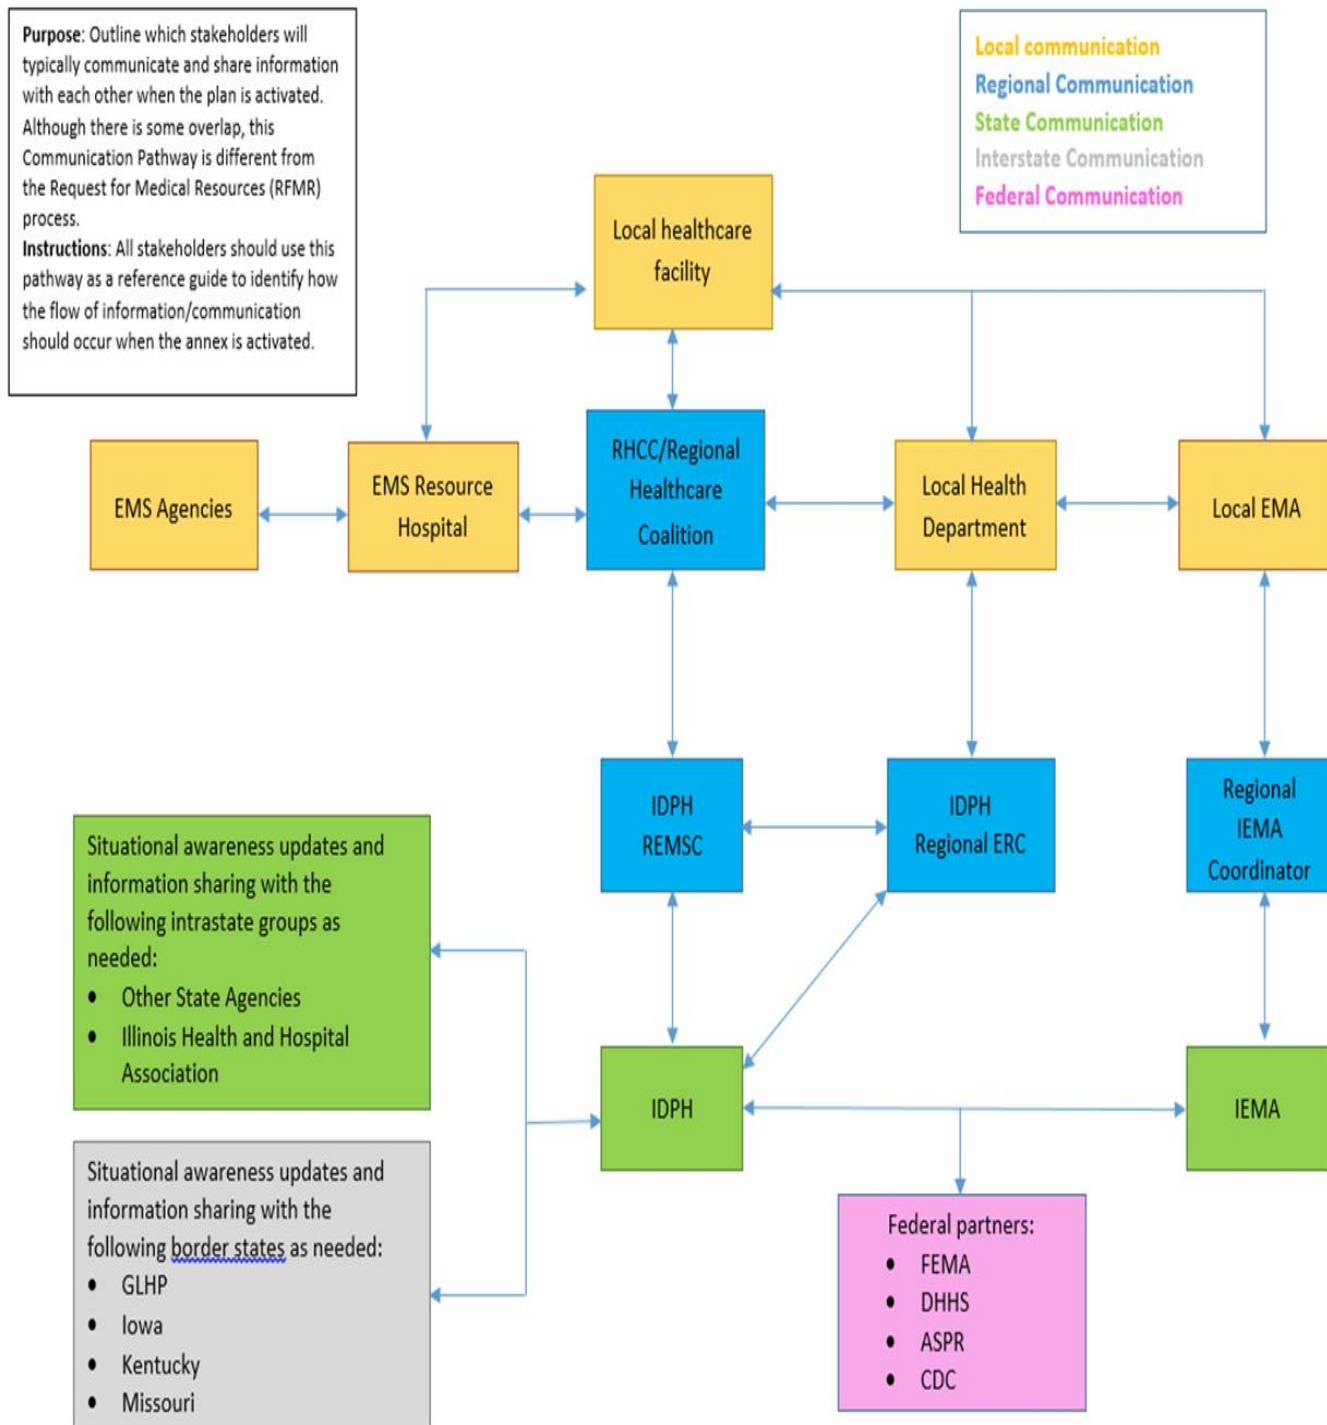 Purpose: Outline which stakeholders will
typically communicate and share information
with each other when the plan is activated.
Although there is some overlap, this
Communication Pathway is different from
the Request for Medical Resources (RFMR)
process.
Instructions: All stakeholders should use this
pathway as a reference guide to identify how
the flow of information/communication
should occur when the annex is activated.
Local communication
Regional Communication
State Communication
Interstate Communication
Federal Communication
Local healthcare
facility
EMS Agencies
EMS Resource
Hospital
RHCC/Regional
Healthcare
Coalition
Local Health
Department
Local EMA
IDPH
REMSC
IDPH
Regional ERC
Regional
IEMA
Coordinator
Situational awareness updates and
information sharing with the
following intrastate groups as
needed:
• Other State Agencies
• Illinois Health and Hospital
Association
IDPH
IEMA
Situational awareness updates and
information sharing with the
following border states as needed:
• GLHP
• Iowa
• Kentucky
• Missouri
Federal partners:
• FEMA
• DHHS
• ASPR
• CDC